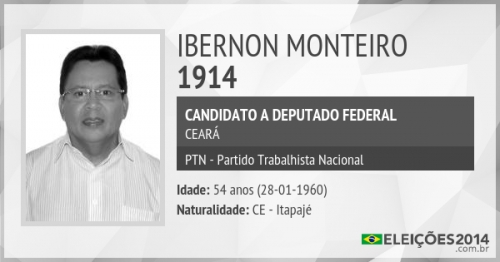 IBERNON MONTEIRO
1914
CANDIDATO A DEPUTADO FEDERAL
CEARÁ
PTN - Partido Trabalhista Nacional
Idade: 54 anos (28-01-1960)
Naturalidade: CE - Itapajé
ELEIÇÕES2014
.com.br